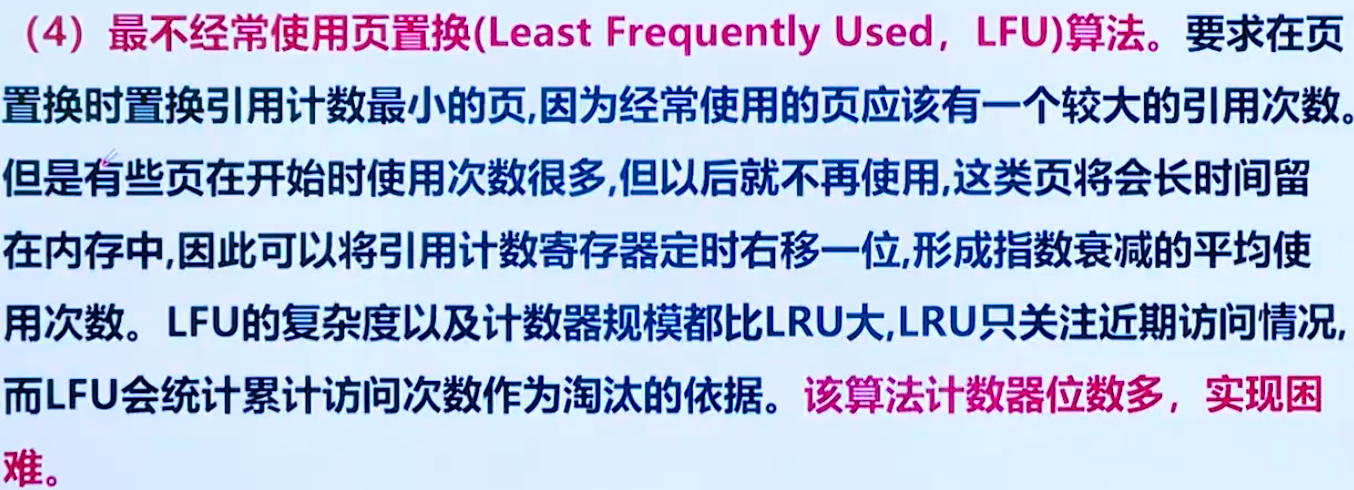 （4）最不经常使用页置换(Least Frequently Used，LFU)算法。要求在页
置换时置换引用计数最小的页,因为经常使用的页应该有一个较大的引用次数。
但是有些页在开始时使用次数很多,但以后就不再使用,这类页将会长时间留
在内存中,因此可以将引用计数寄存器定时右移一位,形成指数衰减的平均使
用次数。LFU的复杂度以及计数器规模都比LRU大,LRU只关注近期访问情况,
而LFU会统计累计访问次数作为淘汰的依据。该算法计数器位数多，实现困
难。